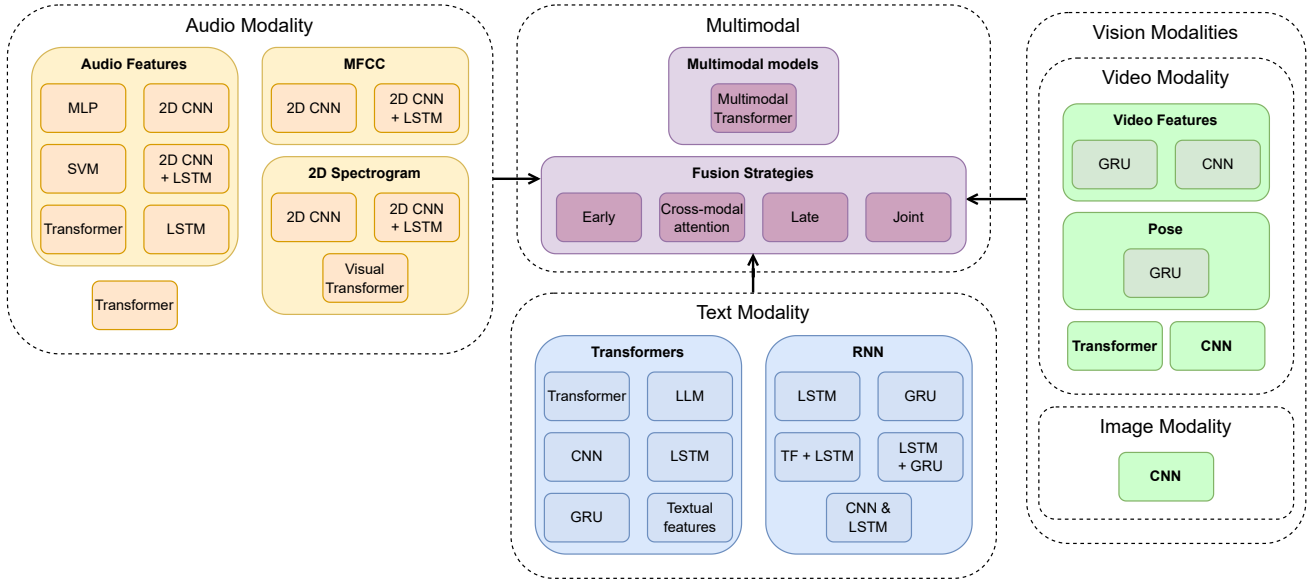 Audio Modality
Audio Features
MLP
2D CNN
SVM
2D CNN
+ LSTM
Transformer
LSTM
Transformer
MFCC
2D CNN
2D CNN
+ LSTM
2D Spectrogram
2D CNN
2D CNN
+ LSTM
Visual
Transformer
Multimodal
Multimodal models
Multimodal
Transformer
Fusion Strategies
Early
Cross-modal
attention
Late
Joint
Text Modality
Transformers
Transformer
LLM
CNN
LSTM
GRU
Textual
features
RNN
LSTM
GRU
TF + LSTM
LSTM
+ GRU
CNN &
LSTM
Vision Modalities
Video Modality
Video Features
GRU
CNN
Pose
GRU
Transformer
CNN
Image Modality
CNN